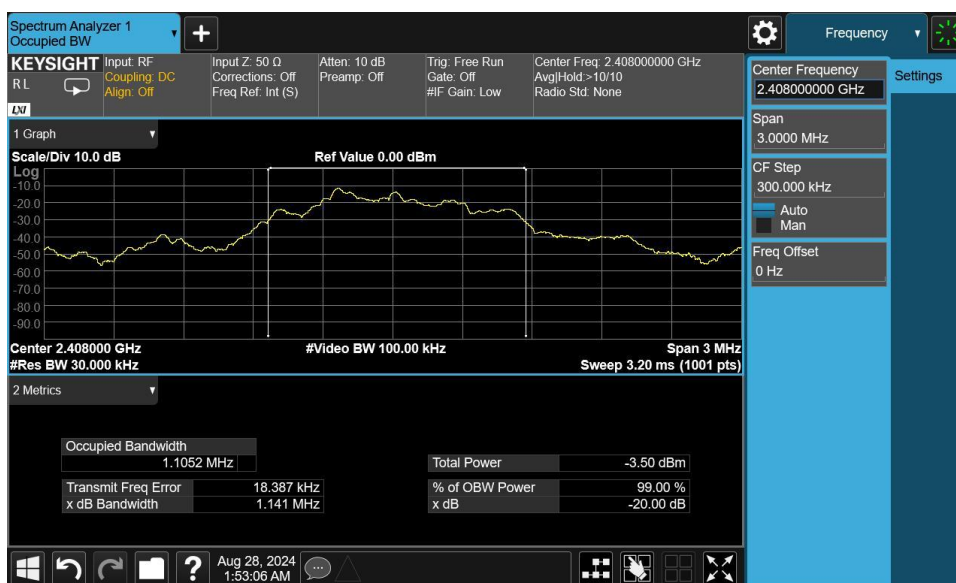 Spectrum Analyzer 1
Occupied BW
+
Frequency
KEYSIGHT
RL
LXI
Input: RF
Coupling: DC
Align: Off
Input Z: 50 Ω
Corrections: Off
Freq Ref: Int (S)
Atten: 10 dB
Preamp: Off
Trig: Free Run
Gate: Off
#IF Gain: Low
Center Freq: 2.408000000 GHz
Avg|Hold:>10/10
Radio Std: None
Center Frequency
2.408000000 GHz
Settings
Span
3.0000 MHz
CF Step
300.000 kHz
Auto
Man
Freq Offset
0 Hz
1 Graph
Scale/Div 10.0 dB
Ref Value 0.00 dBm
Log
-10.0
-20.0
-30.0
-40.0
-50.0
-60.0
-70.0
-80.0
-90.0
Center 2.408000 GHz
#Video BW 100.00 kHz
Span 3 MHz
#Res BW 30.000 kHz
Sweep 3.20 ms (1001 pts)
2 Metrics
Occupied Bandwidth
1.1052 MHz
Total Power -3.50 dBm
Transmit Freq Error 18.387 kHz
% of OBW Power 99.00 %
x dB Bandwidth 1.141 MHz
x dB -20.00 dB
?
Aug 28, 2024
1:53:06 AM